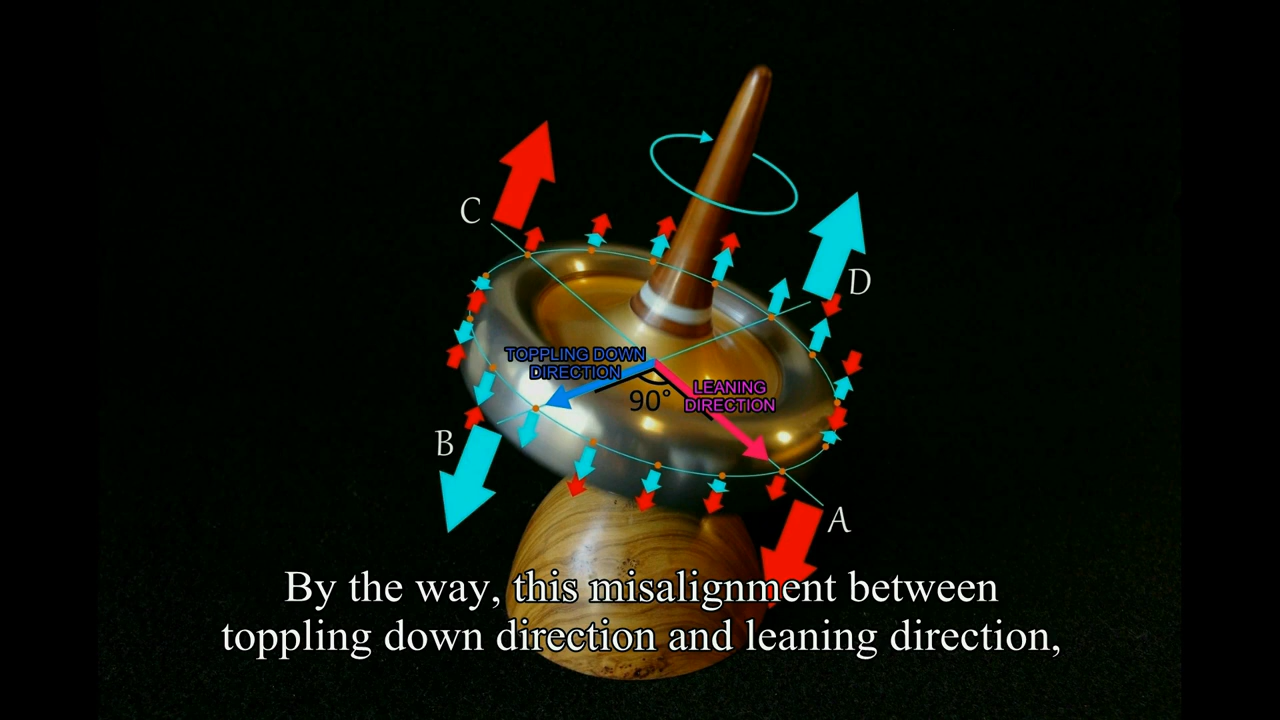 C
D
TOPPLING DOWN
DIRECTION
LEANING
DIRECTION
90°
B
A
By the way, this misalignment between
toppling down direction and leaning direction,